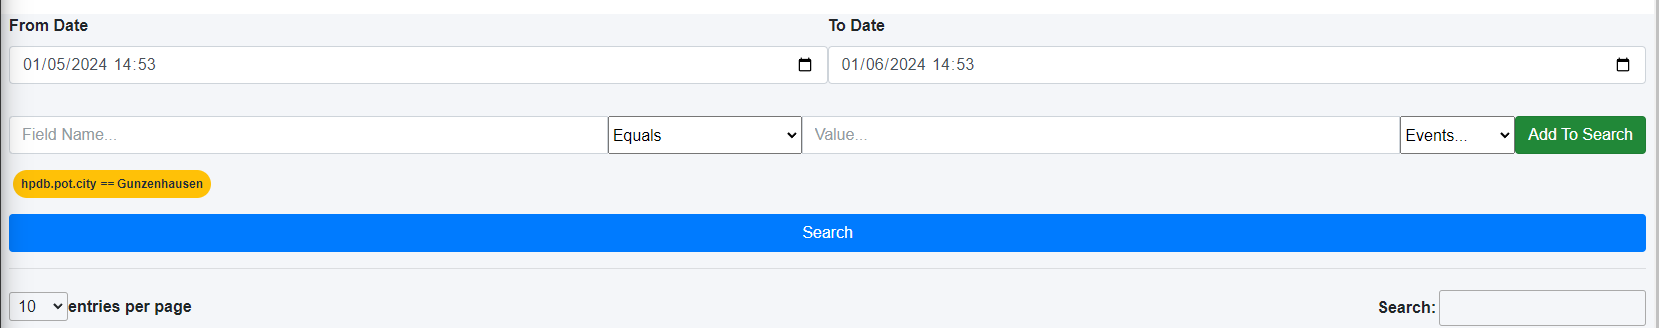 From Date To Date
01/05/2024 14:53 01/06/2024 14:53
Field Name... Equals Value... Events... Add To Search
hpdb.pot.city == Gunzenhausen
Search
10 entries per page Search: